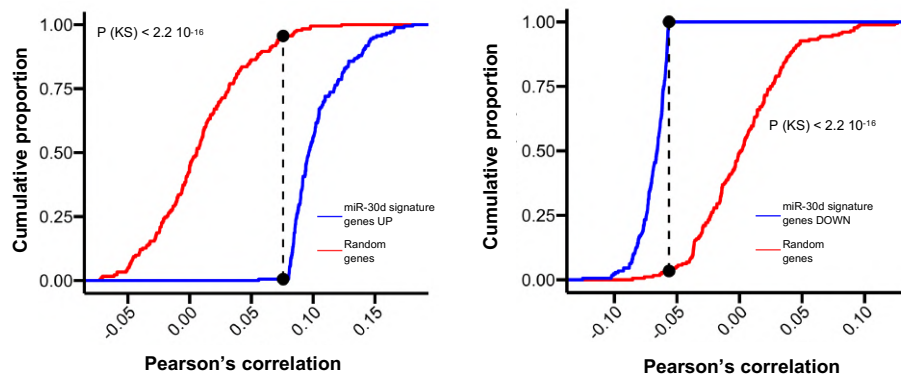 P (KS) < 2.2 10-16
Cumulative proportion
1.00
0.75
0.50
0.25
0.00
miR-30d signature
genes UP
Random
genes
-0.05
0.00
0.05
0.10
0.15
Pearson's correlation
P (KS) < 2.2 10-16
Cumulative proportion
1.00
0.75
0.50
0.25
0.00
miR-30d signature
genes DOWN
Random
genes
-0.10
-0.05
0.00
0.05
0.10
Pearson's correlation